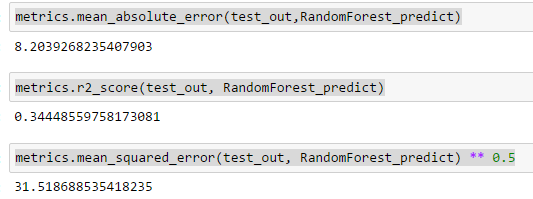 metrics.mean_absolute_error(test_out,RandomForest_predict)
8.2039268235407903
metrics.r2_score(test_out, RandomForest_predict)
0.34448559758173081
metrics.mean_squared_error(test_out, RandomForest_predict) ** 0.5
31.518688535418235